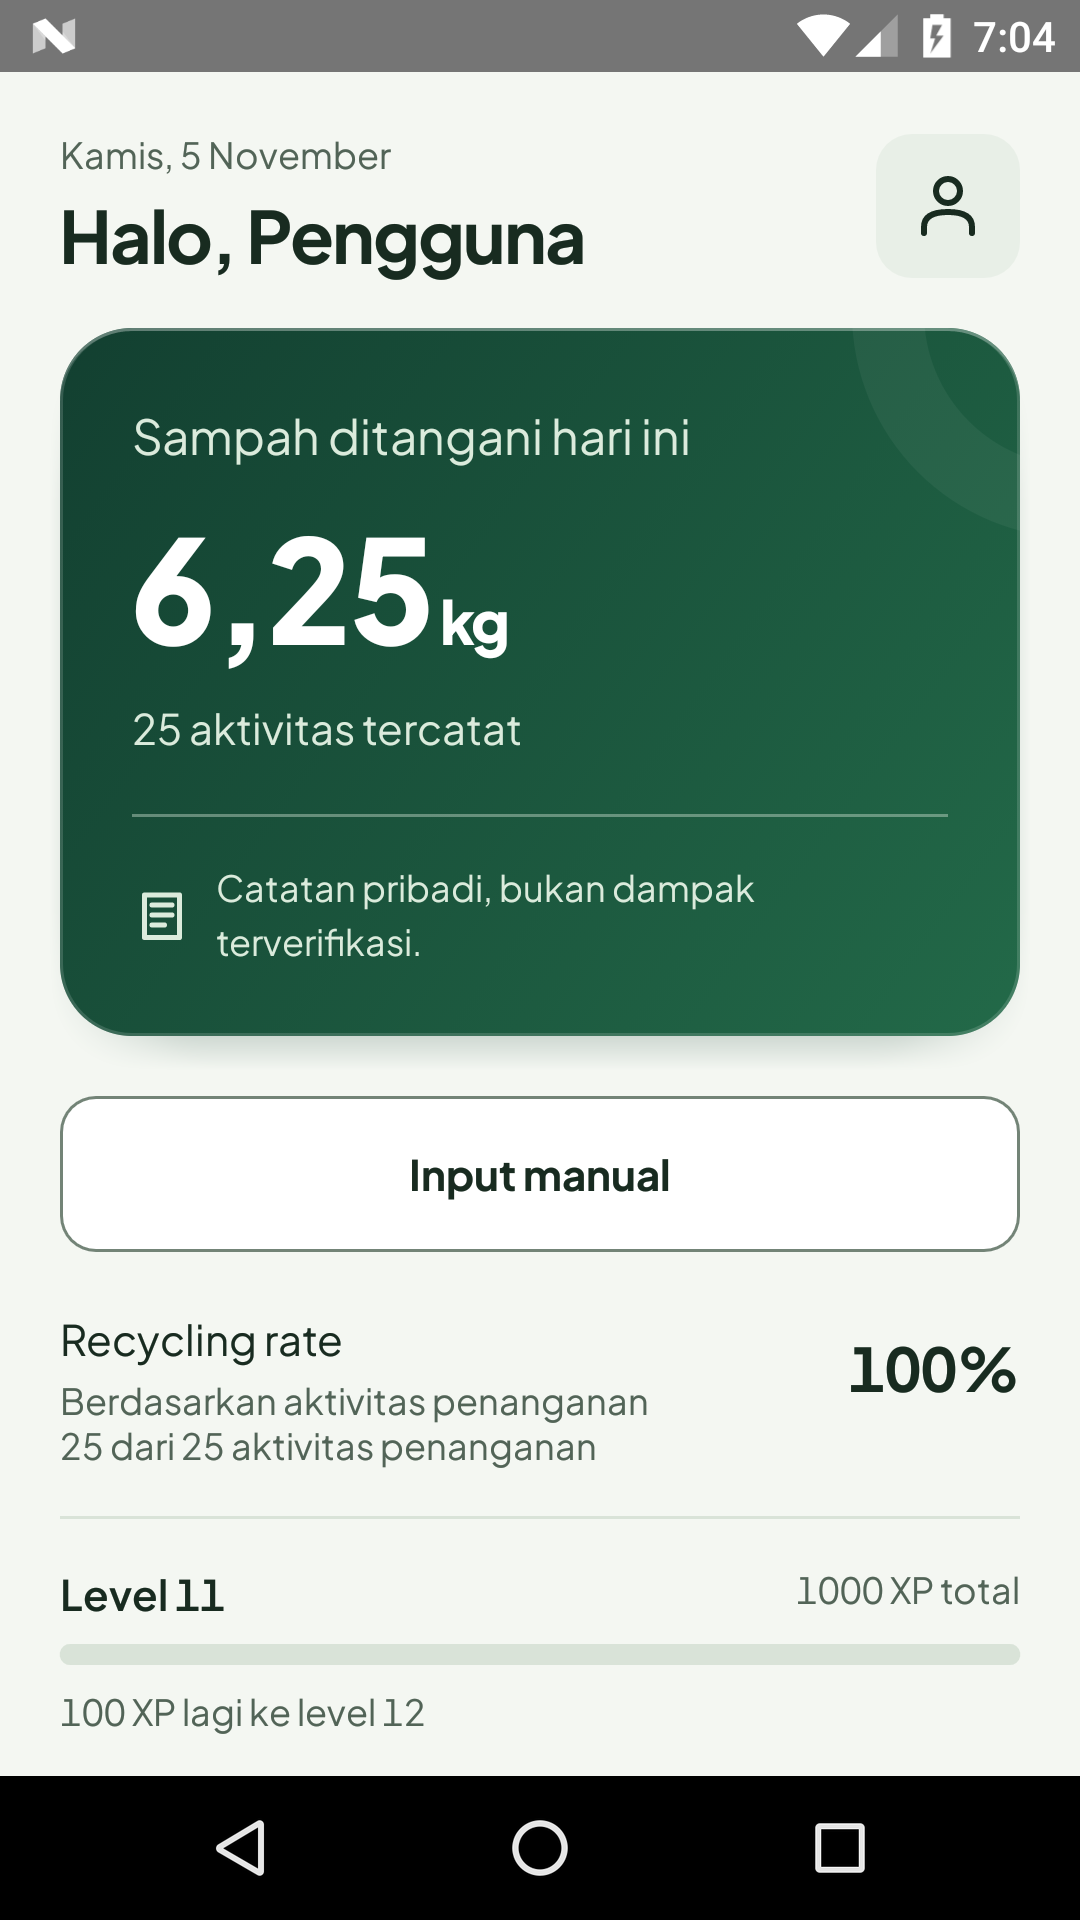 7:04
Kamis, 5 November
Halo, Pengguna
Sampah ditangani hari ini
6,25 kg
25 aktivitas tercatat
Catatan pribadi, bukan dampak
terverifikasi.
Input manual
Recycling rate
100%
Berdasarkan aktivitas penanganan
25 dari 25 aktivitas penanganan
Level 11
1000 XP total
100 XP lagi ke level 12